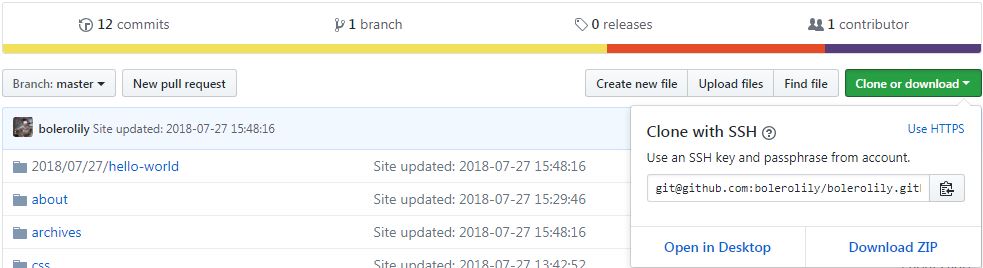 12 commits 1 branch 0 releases 1 contributor
Branch: master New pull request Create new file Upload files Find file Clone or download
bolerolily Site updated: 2018-07-27 15:48:16
Clone with SSH Use HTTPS
Use an SSH key and passphrase from account.
git@github.com:bolerolily/bolerolily.git
Open in Desktop Download ZIP
2018/07/27/hello-world Site updated: 2018-07-27 15:48:16
about Site updated: 2018-07-27 15:29:46
archives Site updated: 2018-07-27 15:48:16
css Site updated: 2018-07-27 13:42:52